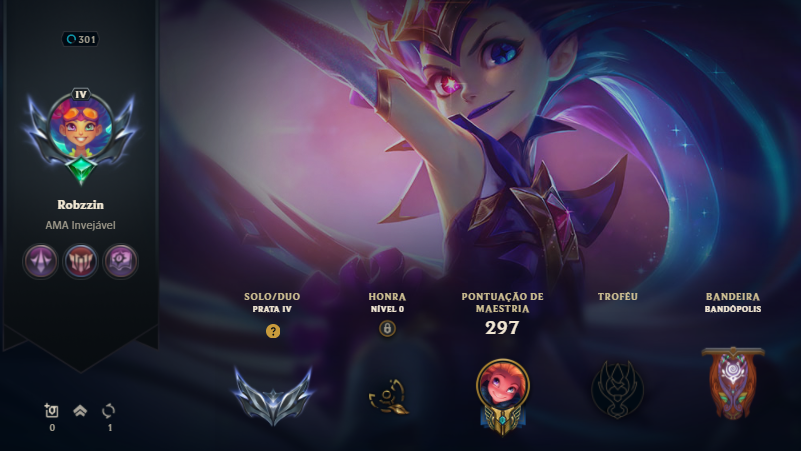 301
IV
Robzzin
AMA Invejável
0
1
SOLO/DUO
PRATA IV
?
HONRA
NÍVEL 0
PONTUAÇÃO DE
MAESTRIA
297
TROFÉU
BANDEIRA
BANDÓPOLIS